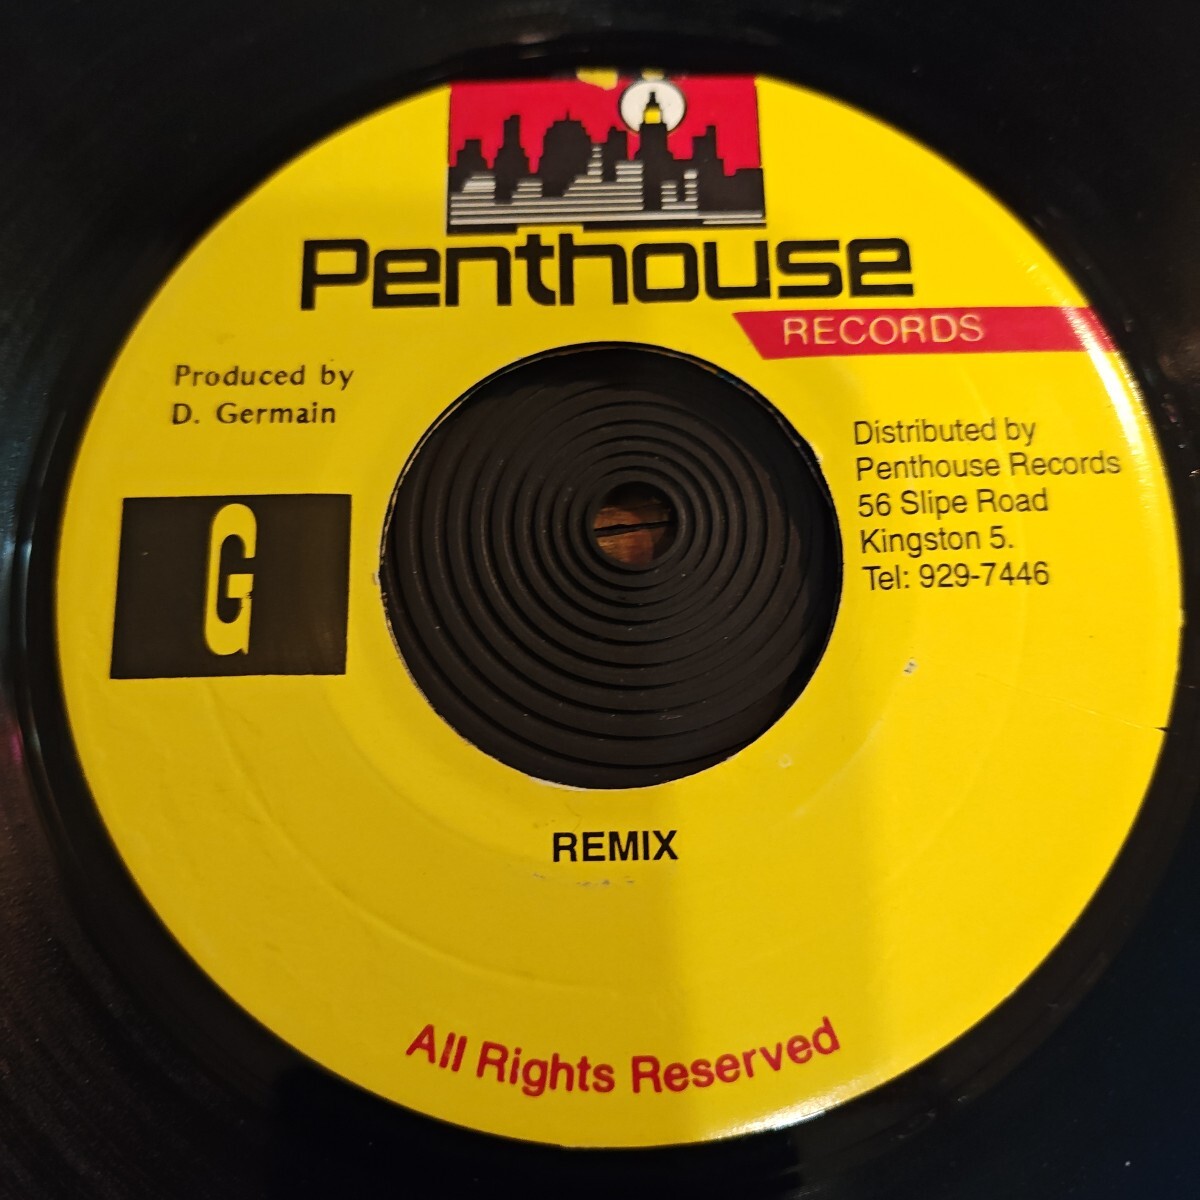 Penthouse
RECORDS
Produced by
D. Germain
G
Distributed by
Penthouse Records
56 Slipe Road
Kingston 5.
Tel: 929-7446
REMIX
All Rights Reserved